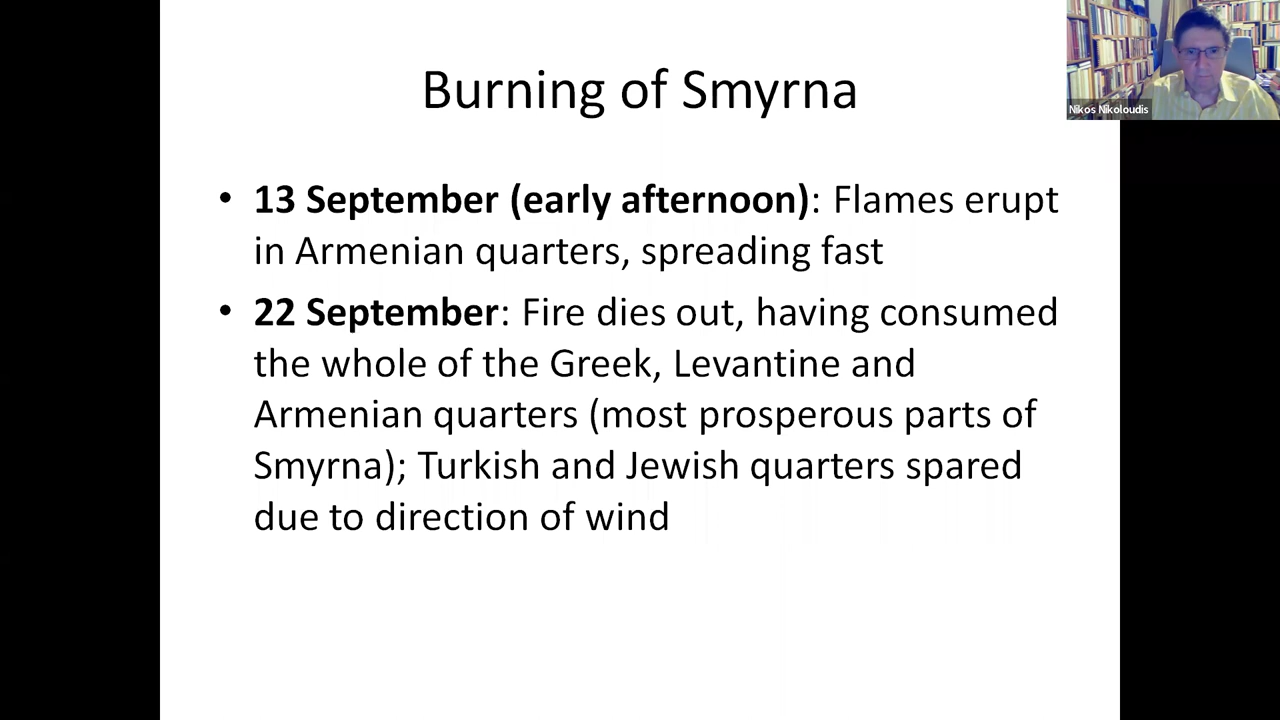 Burning of Smyrna
Nikos Nikoloudis
• 13 September (early afternoon): Flames erupt
in Armenian quarters, spreading fast
• 22 September: Fire dies out, having consumed
the whole of the Greek, Levantine and
Armenian quarters (most prosperous parts of
Smyrna); Turkish and Jewish quarters spared
due to direction of wind